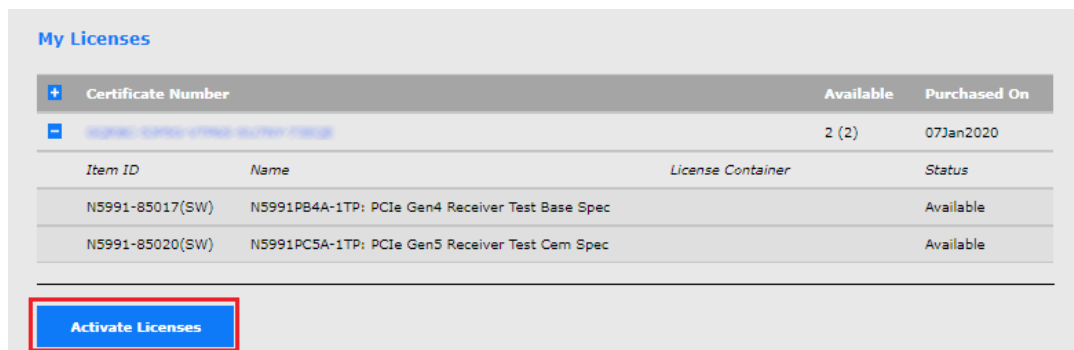 My Licenses
Certificate Number Available Purchased On
2 (2) 07Jan2020
Item ID Name License Container Status
N5991-85017(SW) N5991PB4A-1TP: PCIe Gen4 Receiver Test Base Spec Available
N5991-85020(SW) N5991PC5A-1TP: PCIe Gen5 Receiver Test Cem Spec Available
Activate Licenses